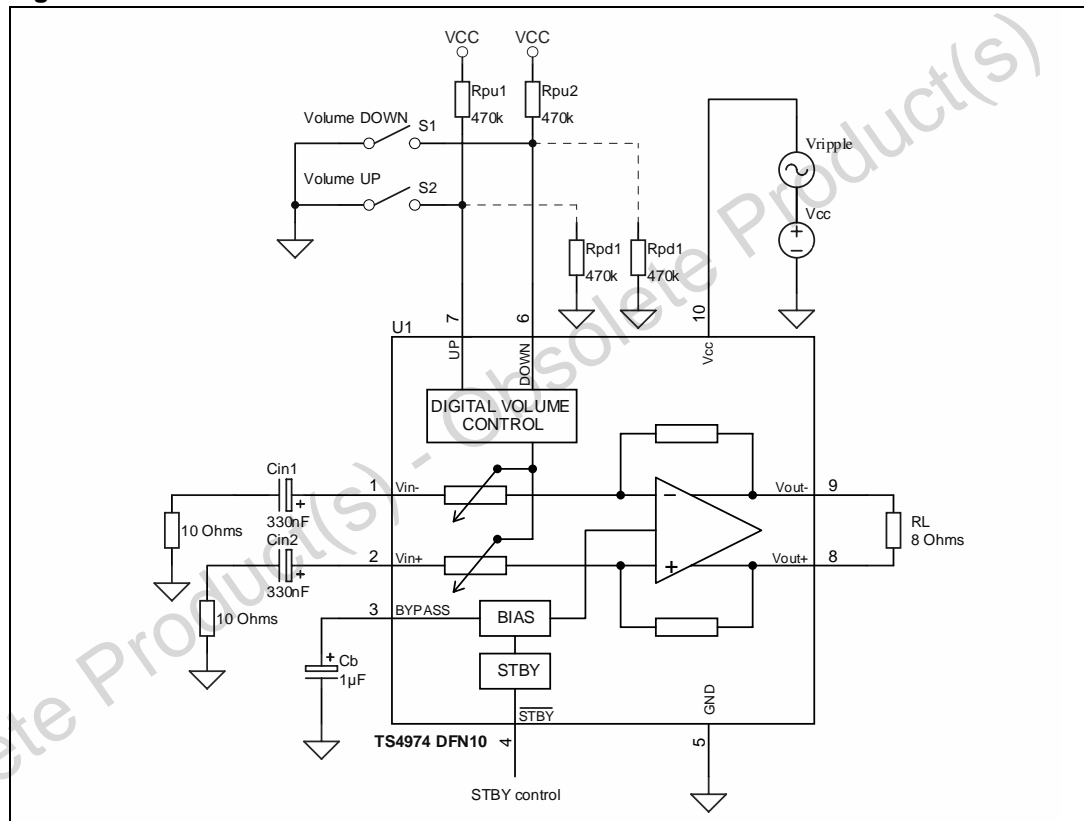 VCC VCC
Rpu1
470k
Rpu2
470k
Volume DOWN
S1
Volume UP
S2
Vripple
Vcc
Rpd1
470k
Rpd1
470k
U1
7
6
10
UP
DOWN
Vcc
DIGITAL VOLUME
CONTROL
Cin1
+
330nF
1
Vin-
10 Ohms
Cin2
+
330nF
2
Vin+
10 Ohms
3
BYPASS
Cb
+
1µF
BIAS
STBY
STBY
4
STBY control
TS4974 DFN10
GND
5
-
+
Vout-
9
Vout+
8
RL
8 Ohms
ete Product(s) - Obsolete Product(s)